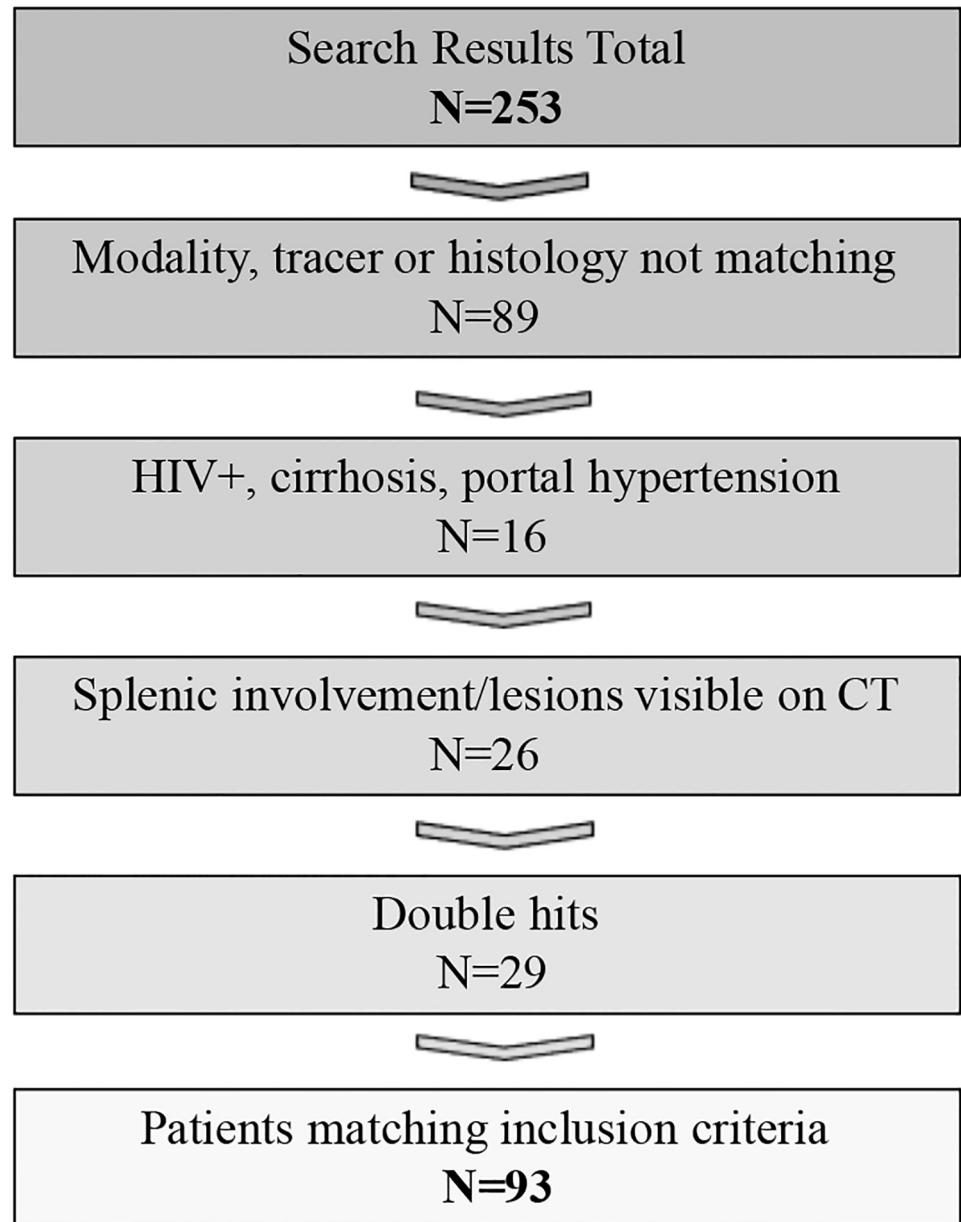 Search Results Total
N=253
Modality, tracer or histology not matching
N=89
HIV+, cirrhosis, portal hypertension
N=16
Splenic involvement/lesions visible on CT
N=26
Double hits
N=29
Patients matching inclusion criteria
N=93